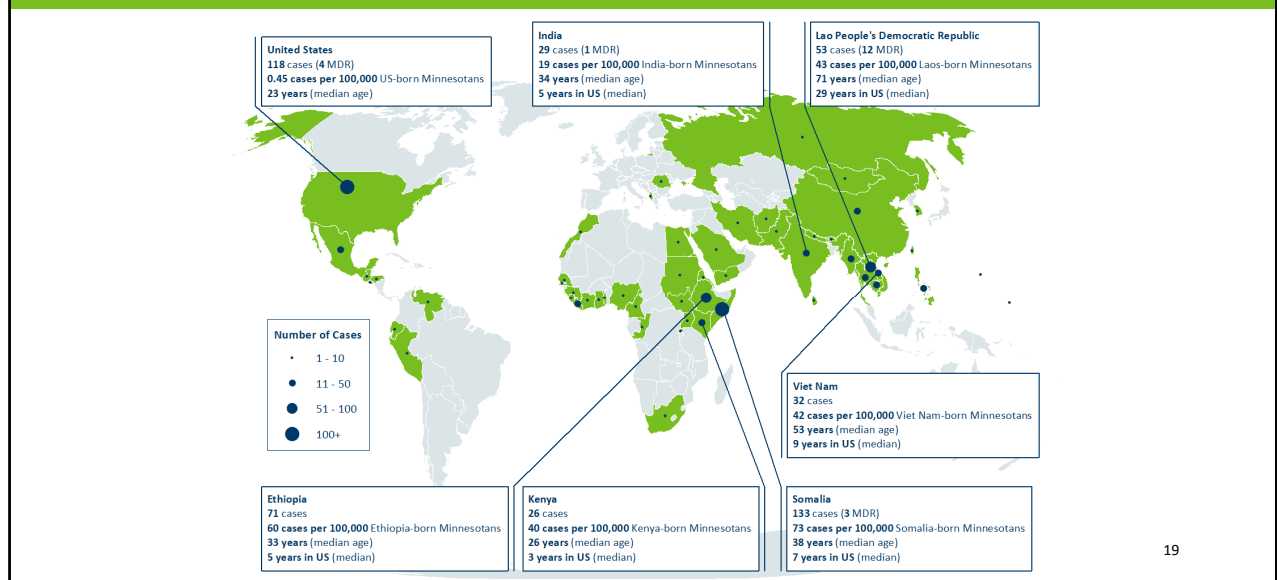 United States
118 cases (4 MDR)
0.45 cases per 100,000 US-born Minnesotans
23 years (median age)
India
29 cases (1 MDR)
19 cases per 100,000 India-born Minnesotans
34 years (median age)
5 years in US (median)
Lao People's Democratic Republic
53 cases (12 MDR)
43 cases per 100,000 Laos-born Minnesotans
71 years (median age)
29 years in US (median)
Number of Cases
1 - 10
11 - 50
51 - 100
100+
Viet Nam
32 cases
42 cases per 100,000 Viet Nam-born Minnesotans
53 years (median age)
9 years in US (median)
Ethiopia
71 cases
60 cases per 100,000 Ethiopia-born Minnesotans
33 years (median age)
5 years in US (median)
Kenya
26 cases
40 cases per 100,000 Kenya-born Minnesotans
26 years (median age)
3 years in US (median)
Somalia
133 cases (3 MDR)
73 cases per 100,000 Somalia-born Minnesotans
38 years (median age)
7 years in US (median)
19